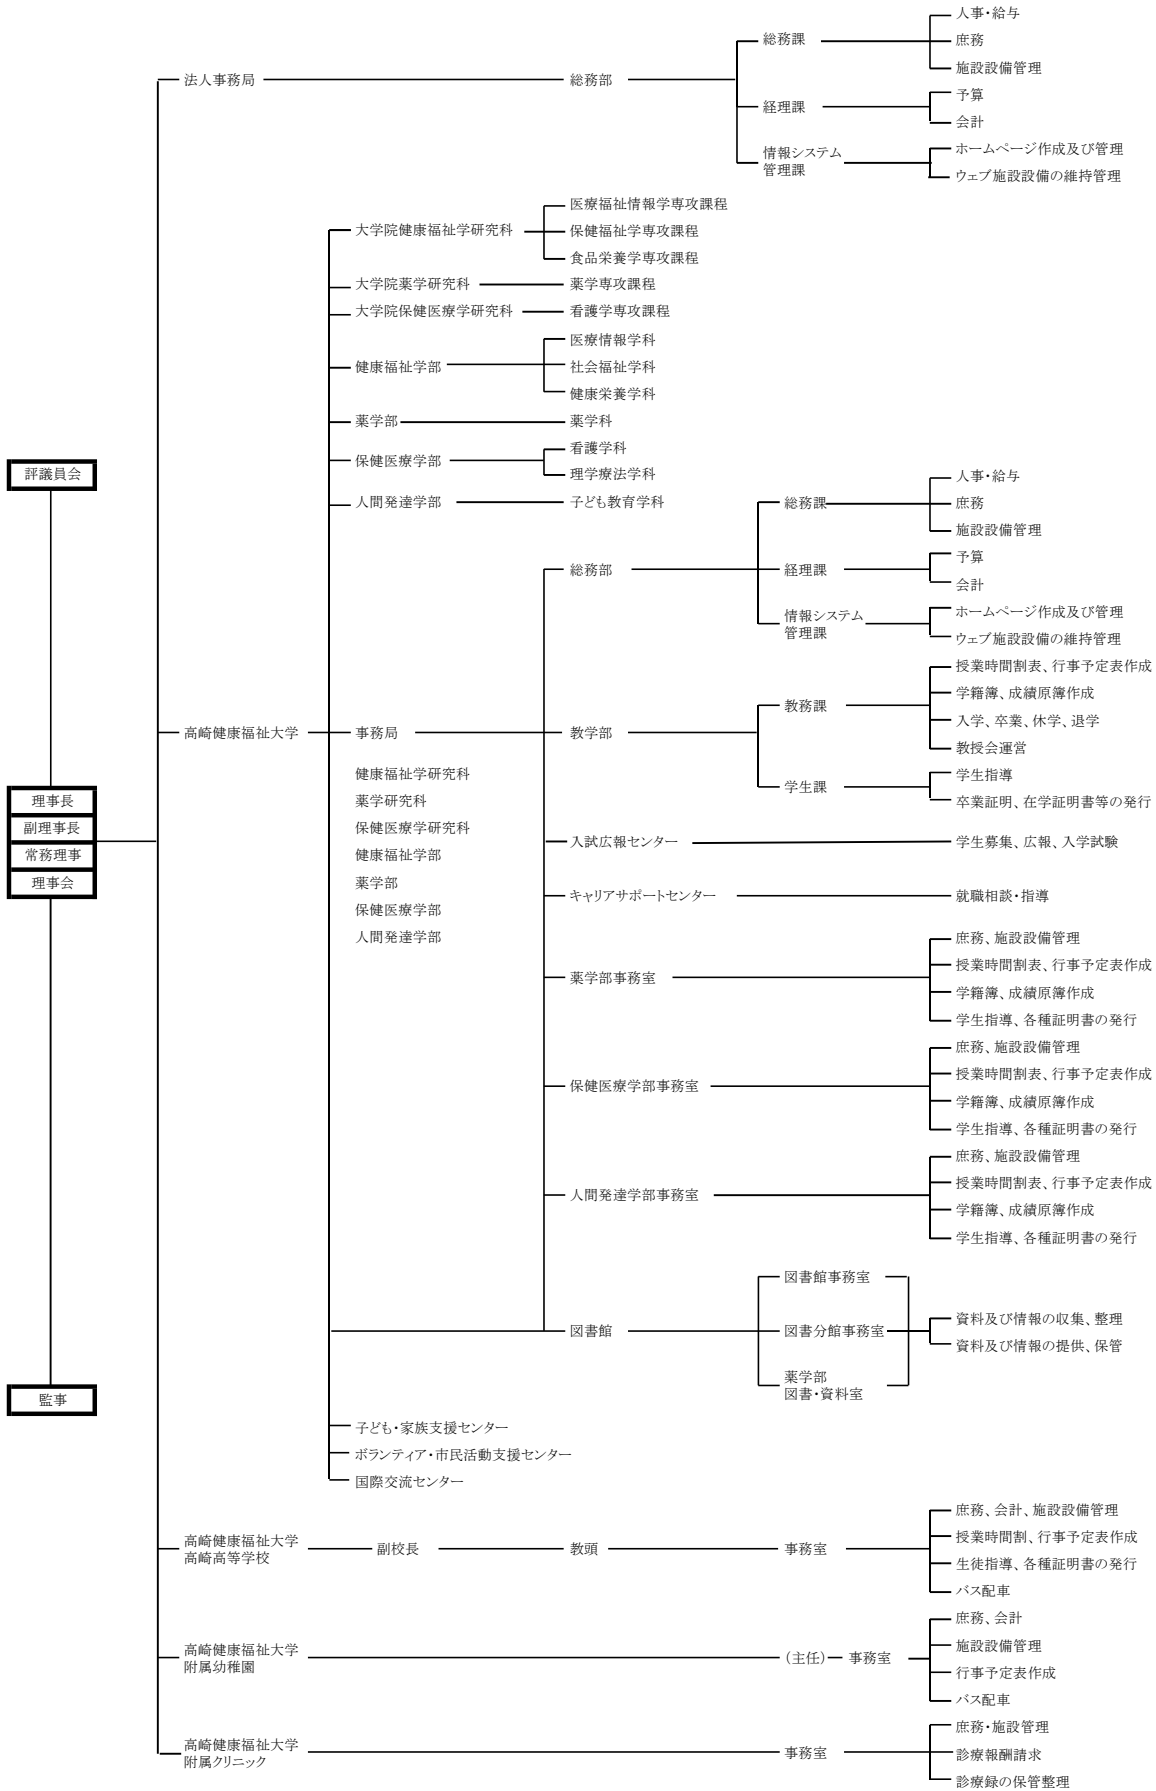 人事・給与
総務課
庶務
施設設備管理
法人事務局
総務部
予算
経理課
会計
情報システム
管理課
ホームページ作成及び管理
ウェブ施設設備の維持管理
大学院健康福祉学研究科
医療福祉情報学専攻課程
保健福祉学専攻課程
食品栄養学専攻課程
大学院薬学研究科
薬学専攻課程
大学院保健医療学研究科
看護学専攻課程
健康福祉学部
医療情報学科
社会福祉学科
健康栄養学科
薬学部
薬学科
保健医療学部
看護学科
理学療法学科
人間発達学部
子ども教育学科
評議員会
総務部
総務課
人事・給与
庶務
施設設備管理
経理課
予算
会計
情報システム
管理課
ホームページ作成及び管理
ウェブ施設設備の維持管理
高崎健康福祉大学
事務局
教学部
教務課
授業時間割表、行事予定表作成
学籍簿、成績原簿作成
入学、卒業、休学、退学
教授会運営
学生課
学生指導
卒業証明、在学証明書等の発行
健康福祉学研究科
薬学研究科
保健医療学研究科
健康福祉学部
薬学部
保健医療学部
人間発達学部
理事長
副理事長
常務理事
理事会
入試広報センター
学生募集、広報、入学試験
キャリアサポートセンター
就職相談・指導
薬学部事務室
庶務、施設設備管理
授業時間割表、行事予定表作成
学籍簿、成績原簿作成
学生指導、各種証明書の発行
保健医療学部事務室
庶務、施設設備管理
授業時間割表、行事予定表作成
学籍簿、成績原簿作成
学生指導、各種証明書の発行
人間発達学部事務室
庶務、施設設備管理
授業時間割表、行事予定表作成
学籍簿、成績原簿作成
学生指導、各種証明書の発行
図書館
図書館事務室
図書分館事務室
薬学部
図書・資料室
資料及び情報の収集、整理
資料及び情報の提供、保管
監事
子ども・家族支援センター
ボランティア・市民活動支援センター
国際交流センター
高崎健康福祉大学
高崎高等学校
副校長
教頭
事務室
庶務、会計、施設設備管理
授業時間割、行事予定表作成
生徒指導、各種証明書の発行
バス配車
高崎健康福祉大学
附属幼稚園
(主任)
事務室
庶務、会計
施設設備管理
行事予定表作成
バス配車
高崎健康福祉大学
附属クリニック
事務室
庶務・施設管理
診療報酬請求
診療録の保管整理